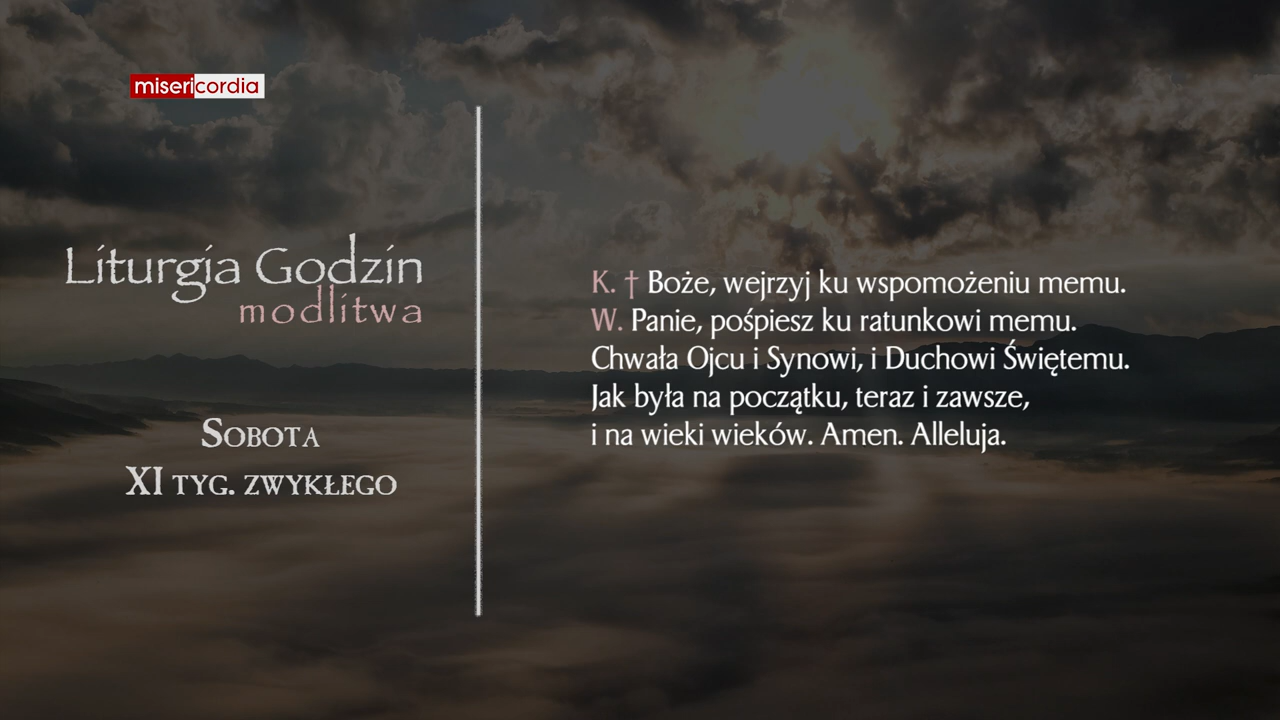 misericordia
Liturgia Godzin
modlitwa
Sobota
XI tyg. zwykłego
K. † Boże, wejrzyj ku wspomożeniu memu.
W. Panie, pośpiesz ku ratunkowi memu.
Chwała Ojcu i Synowi, i Duchowi Świętemu.
Jak była na początku, teraz i zawsze,
i na wieki wieków. Amen. Alleluja.